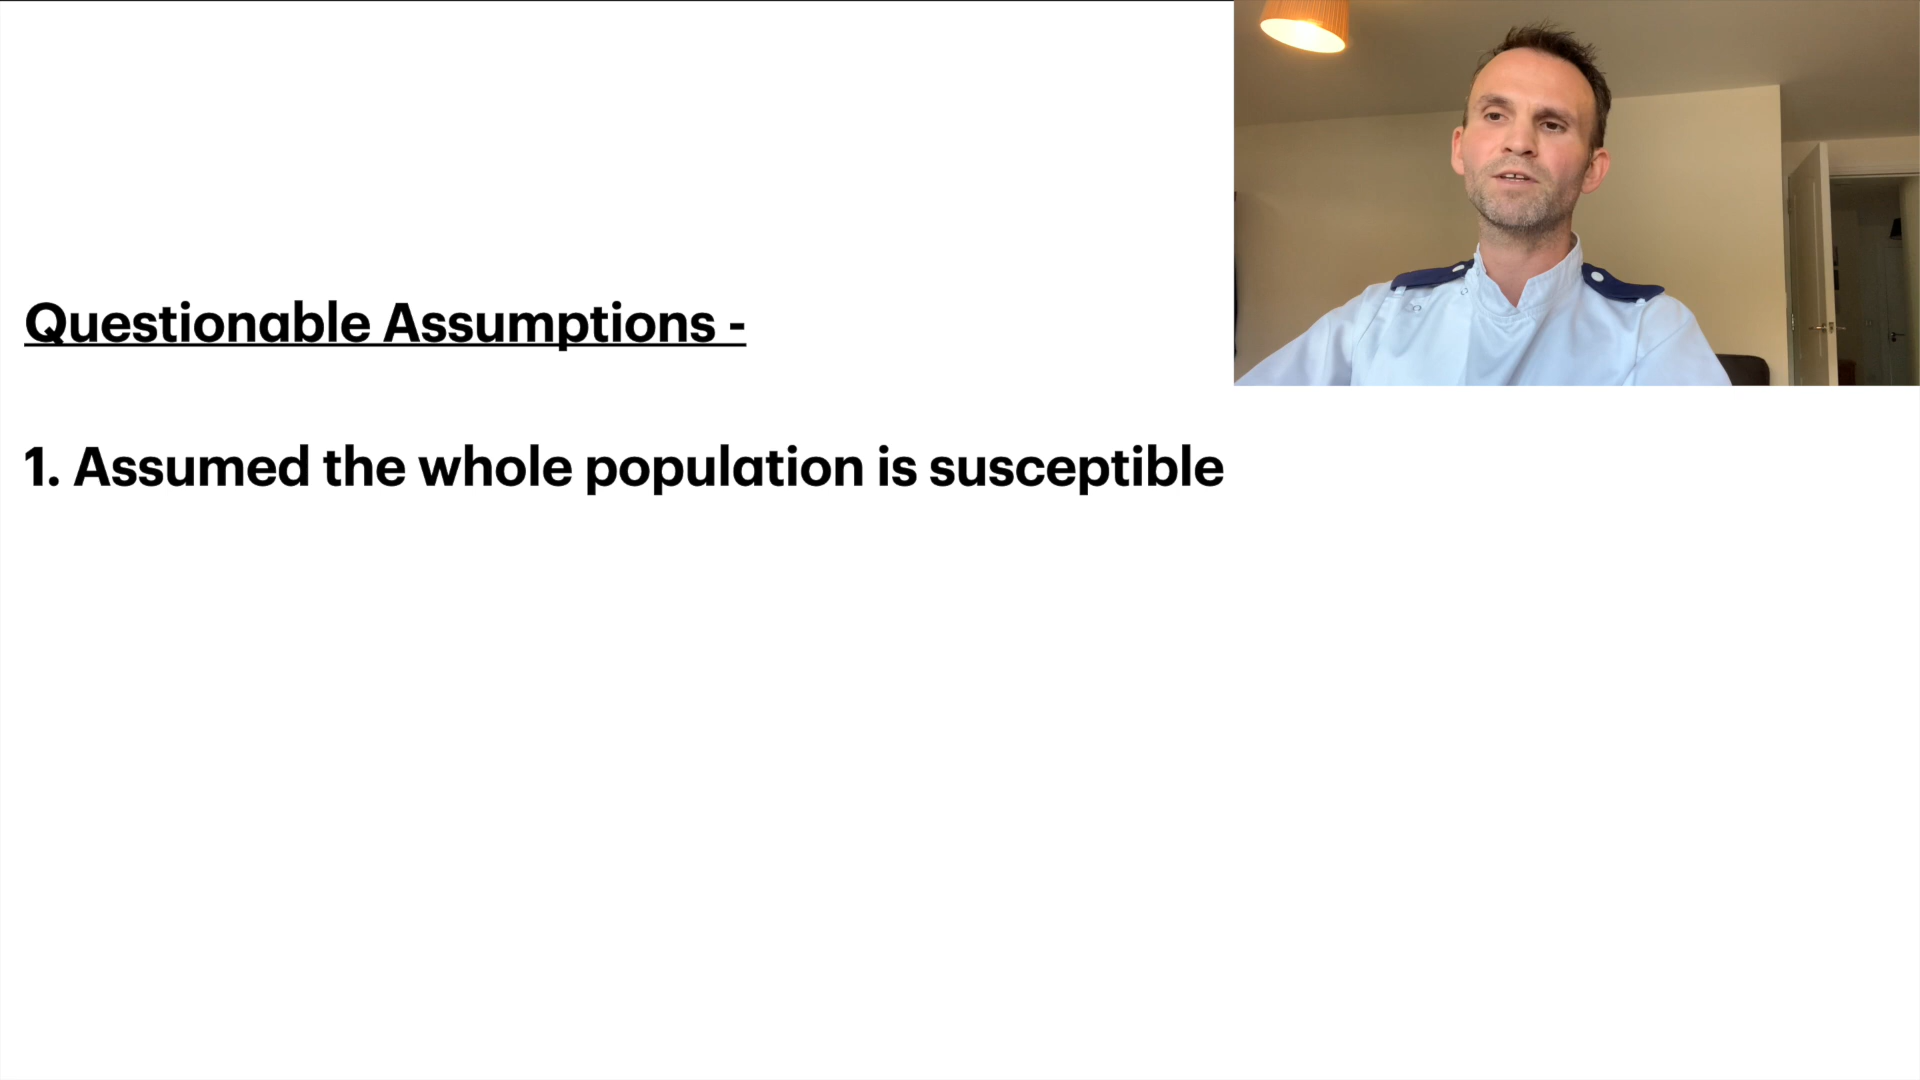 Questionable Assumptions -
1. Assumed the whole population is susceptible